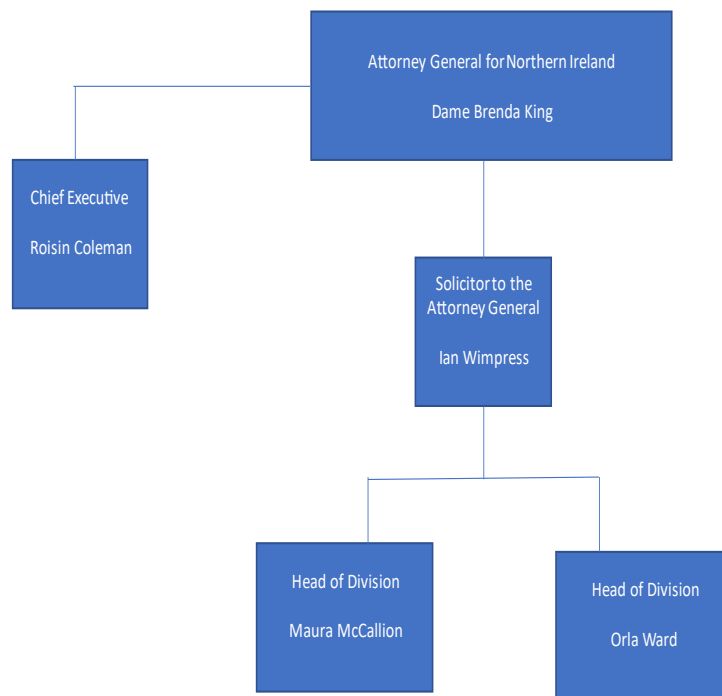 Attorney General for Northern Ireland
Dame Brenda King
Chief Executive
Roisin Coleman
Solicitor to the
Attorney General
Ian Wimpress
Head of Division
Maura McCallion
Head of Division
Orla Ward